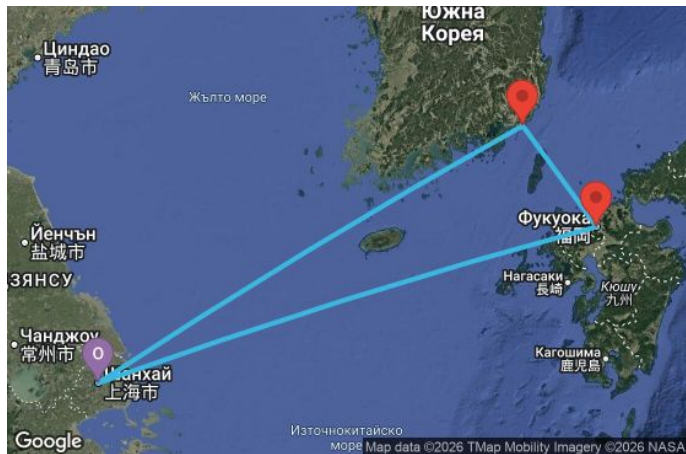 Южна
Корея
Циндао
青岛市
Жълто море
Фукуока
福岡
Йенчън
盐城市
Нагасаки
長崎
Кюшу
九州
ДЗЯНСУ
Чанджоу
常州市
O
Шанхай
上海市
Кагошима
鹿児島
Източнокитайско
море
Google
Map data ©2026 TMap Mobility Imagery ©2026 NASA